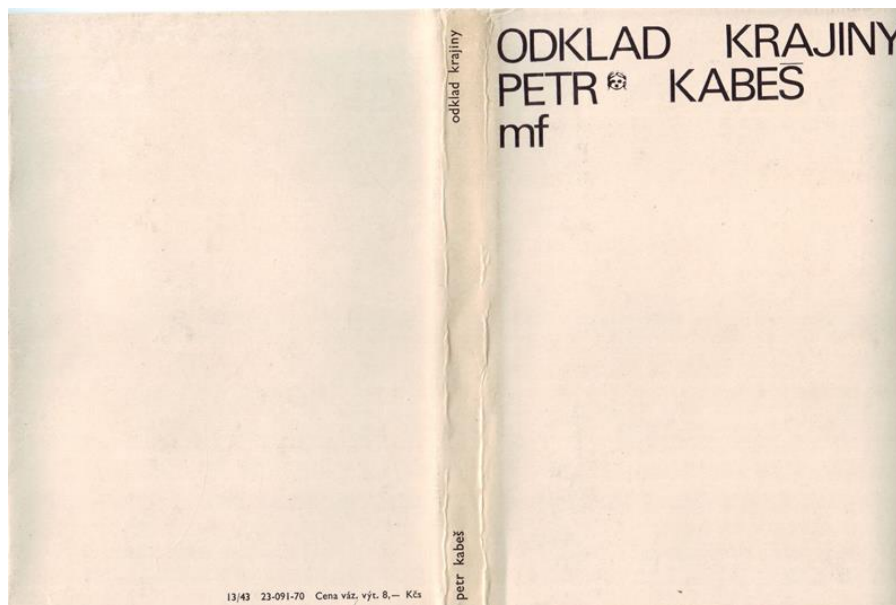 ODKLAD KRAJINY
PETR KABEŠ
mf
odklad krajiny
petr kabeš
13/43 23-091-70 Cena váz. výt. 8,— Kčs